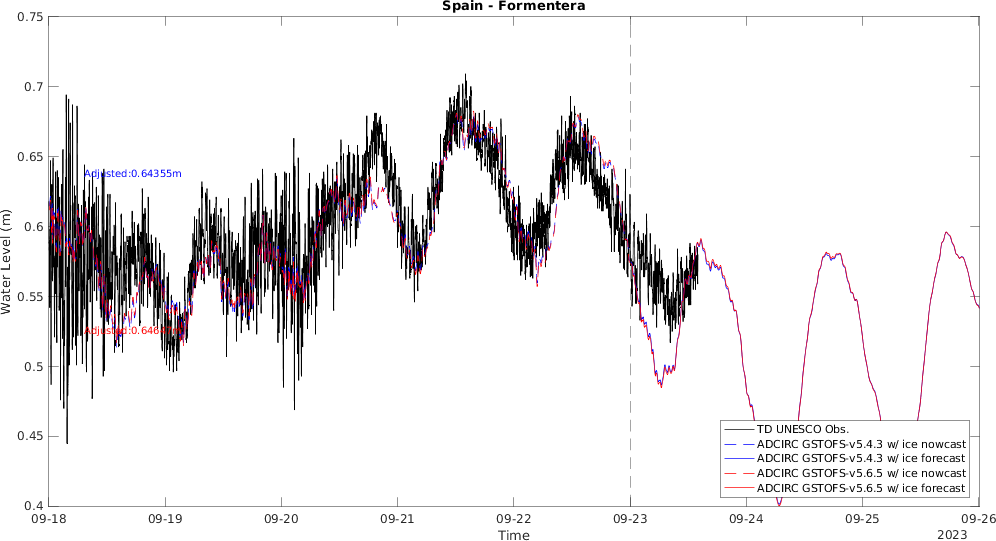 Spain - Formentera
Water Level (m)
0.75
0.7
0.65
0.6
0.55
0.5
0.45
0.4
Adjusted:0.64355m
TD UNESCO Obs.
ADCIRC GSTOFS-v5.4.3 w/ ice nowcast
ADCIRC GSTOFS-v5.4.3 w/ ice forecast
ADCIRC GSTOFS-v5.6.5 w/ ice nowcast
ADCIRC GSTOFS-v5.6.5 w/ ice forecast
09-18 09-19 09-20 09-21 09-22 09-23 09-24 09-25 09-26
Time
2023